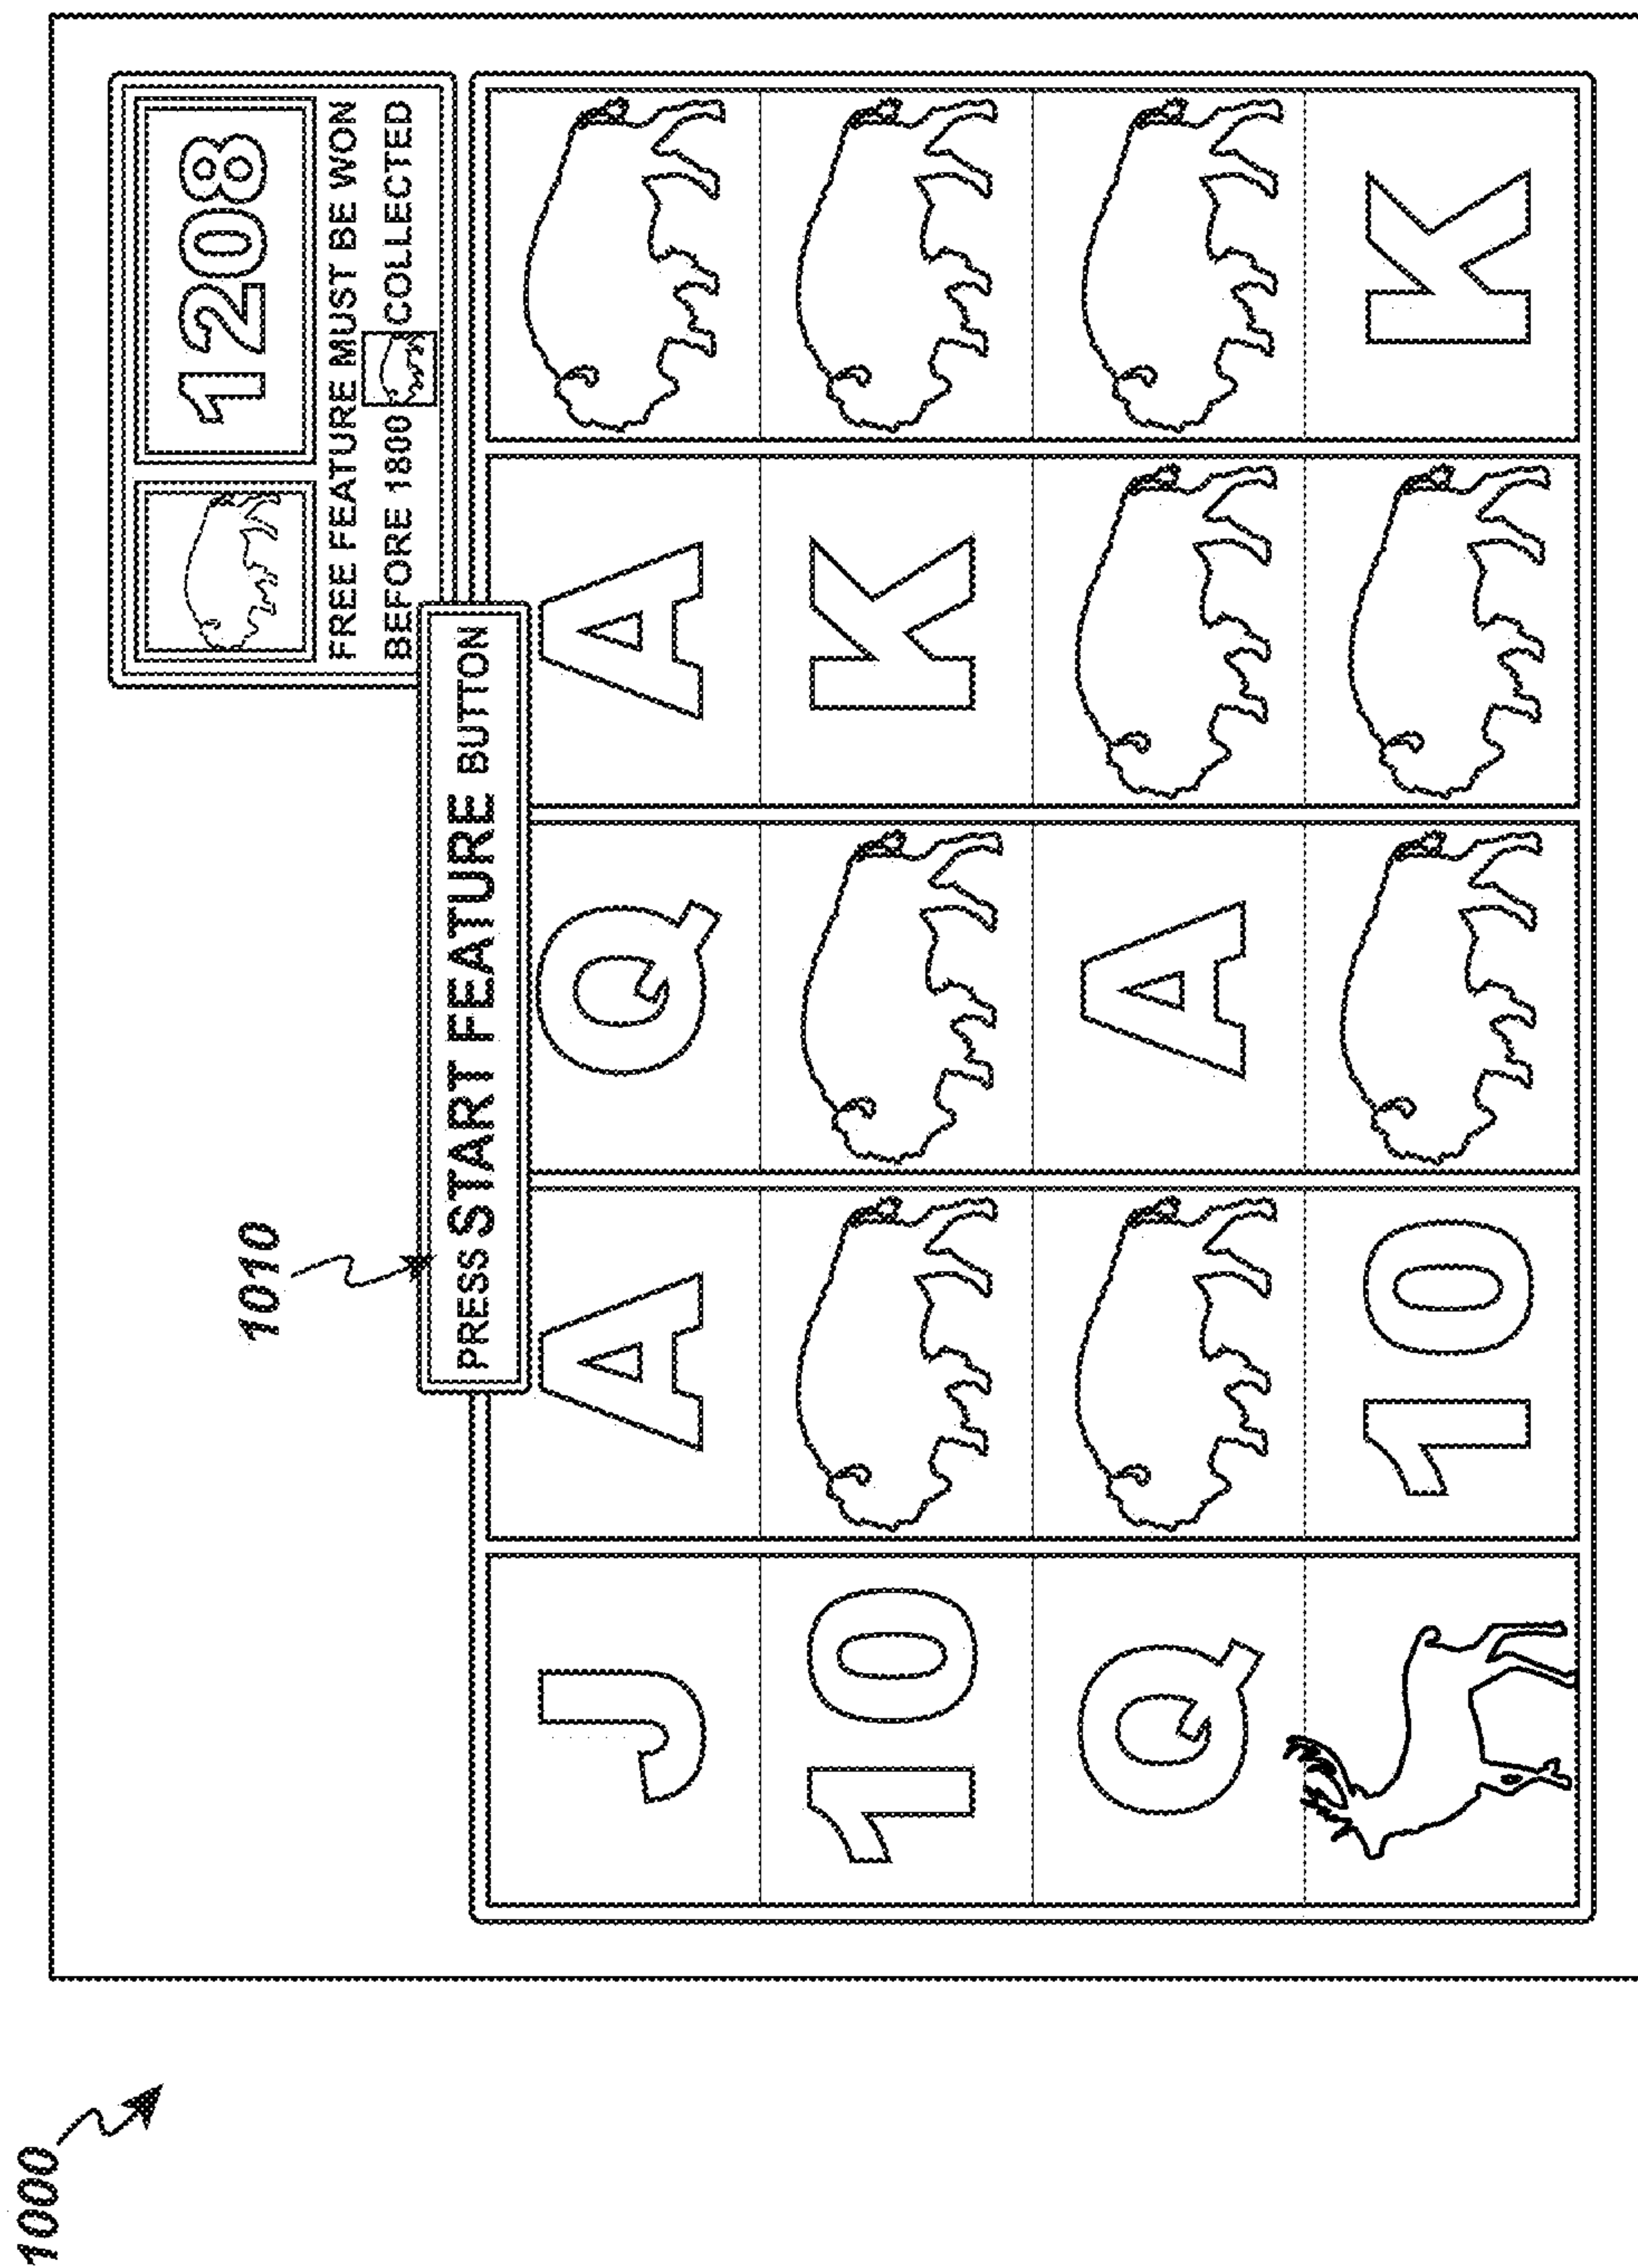 1000
1010
1208
FREE FEATURE MUST BE WON
BEFORE 1800 COLLECTED
PRESS START FEATURE BUTTON
J A Q A
10 K
Q A
10 K